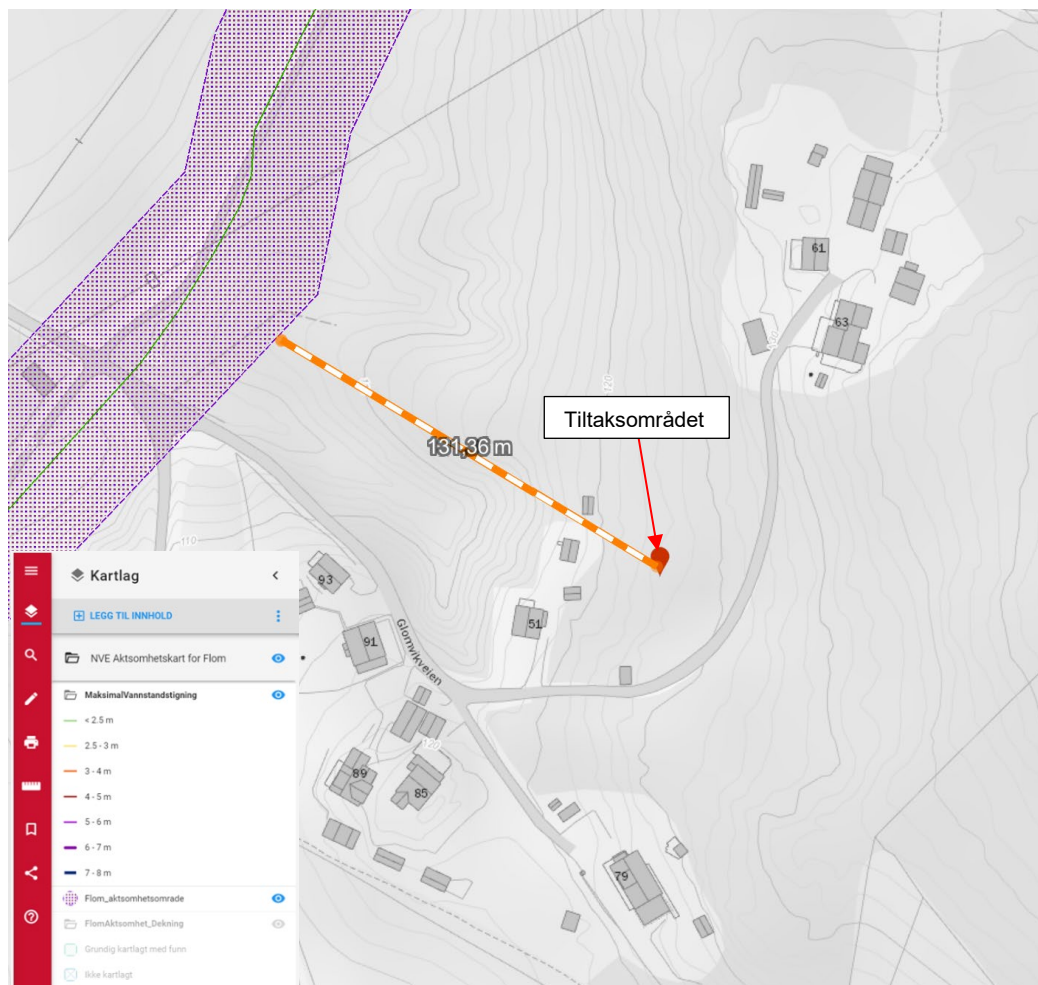 61
63
190
120
Tiltaksområdet
131,36 m
110
93
91
51
Glomvikveien
120
89
85
79
Kartlag
LEGG TIL INNHOLD
NVE Aktsomhetskart for Flom
MaksimalVannstandstigning
< 2.5 m
2.5 - 3 m
3 - 4 m
4 - 5 m
5 - 6 m
6 - 7 m
7 - 8 m
Flom_aktsomhetsomrade
FlomAktsomhet_Dekning
Grundig kartlagt med funn
Ikke kartlagt